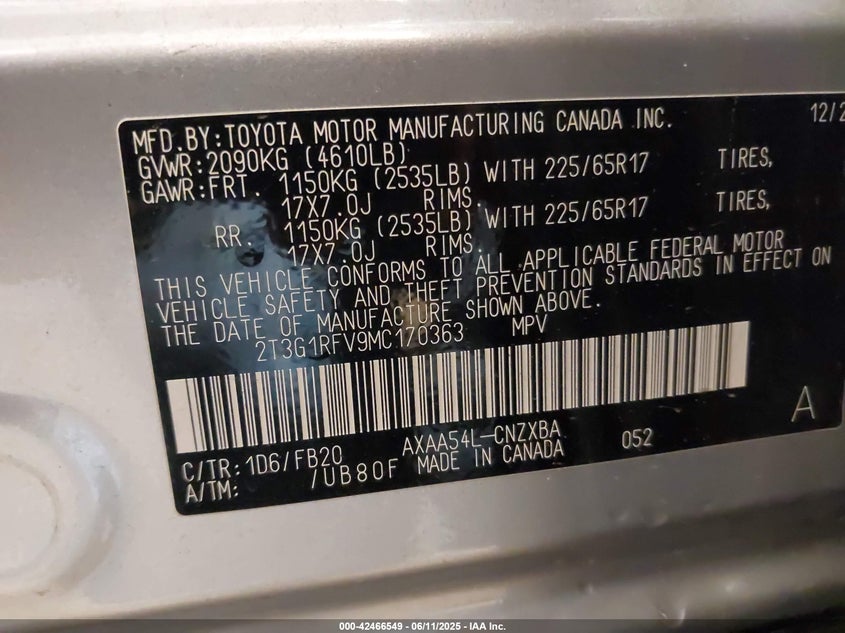 12/2
MFD.BY:TOYOTA MOTOR MANUFACTURING CANADA INC.
GVWR:2090KG (4610LB)
GAWR:FRT. 1150KG (2535LB) WITH 225/65R17 TIRES,
17X7.0J RIMS.
RR. 1150KG (2535LB) WITH 225/65R17 TIRES,
17X7.0J RIMS.
THIS VEHICLE CONFORMS TO ALL APPLICABLE FEDERAL MOTOR
VEHICLE SAFETY AND THEFT PREVENTION STANDARDS IN EFFECT ON
THE DATE OF MANUFACTURE SHOWN ABOVE.
2T3G1RFV9MC170363 MPV
A
C/TR:1D6/FB20 AXAA54L-CNZXBA 052
A/TM: /UB80F MADE IN CANADA
000-42466549 - 06/11/2025 - IAA Inc.